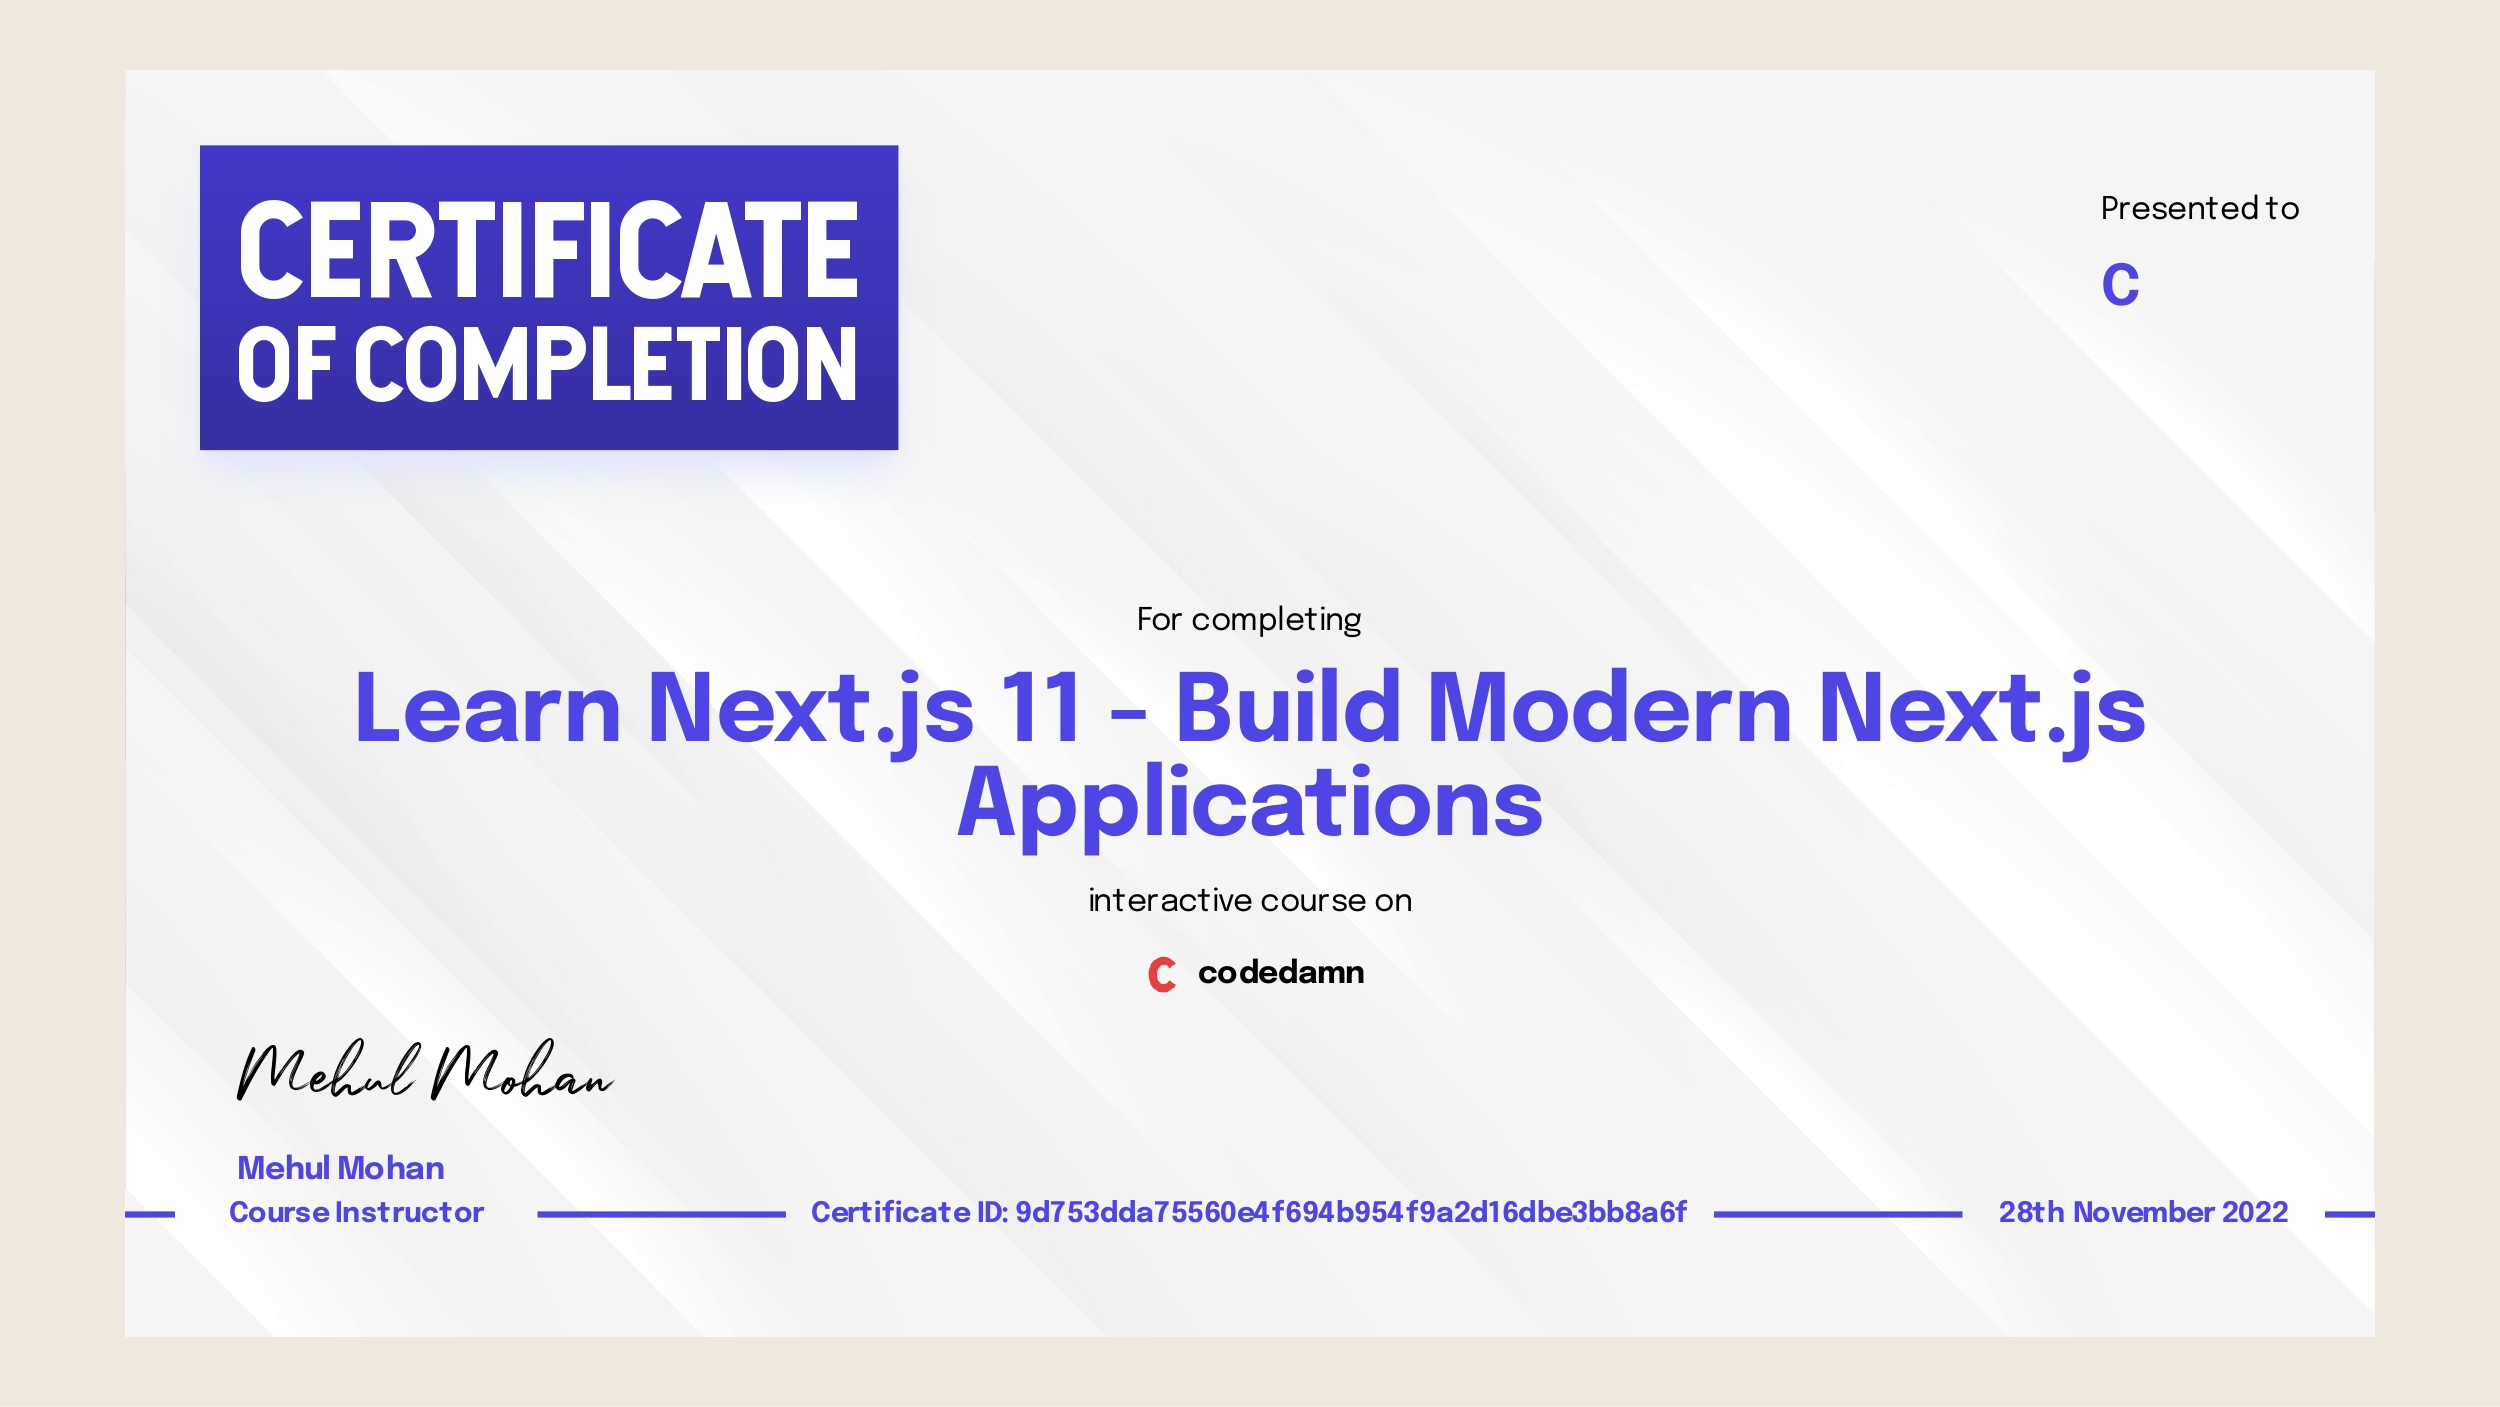 CERTIFICATE
OF COMPLETION
Presented to
C
For completing
Learn Next.js 11 – Build Modern Next.js
Applications
interactive course on
codedamn
Mehul Mohan
Mehul Mohan
Course Instructor
Certificate ID: 9d753dda75560e4f694b954f9a2d16dbe3bb8a6f
28th November 2022